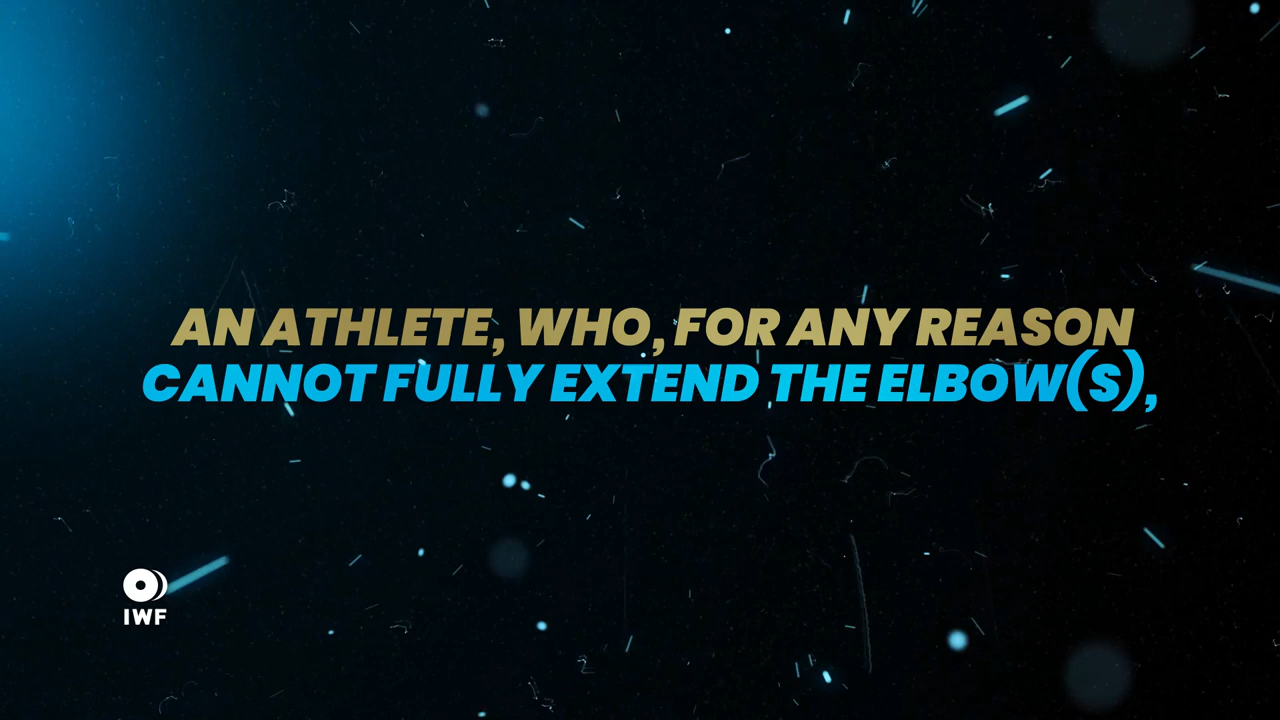 AN ATHLETE, WHO, FOR ANY REASON
CANNOT FULLY EXTEND THE ELBOW(S),
IWF